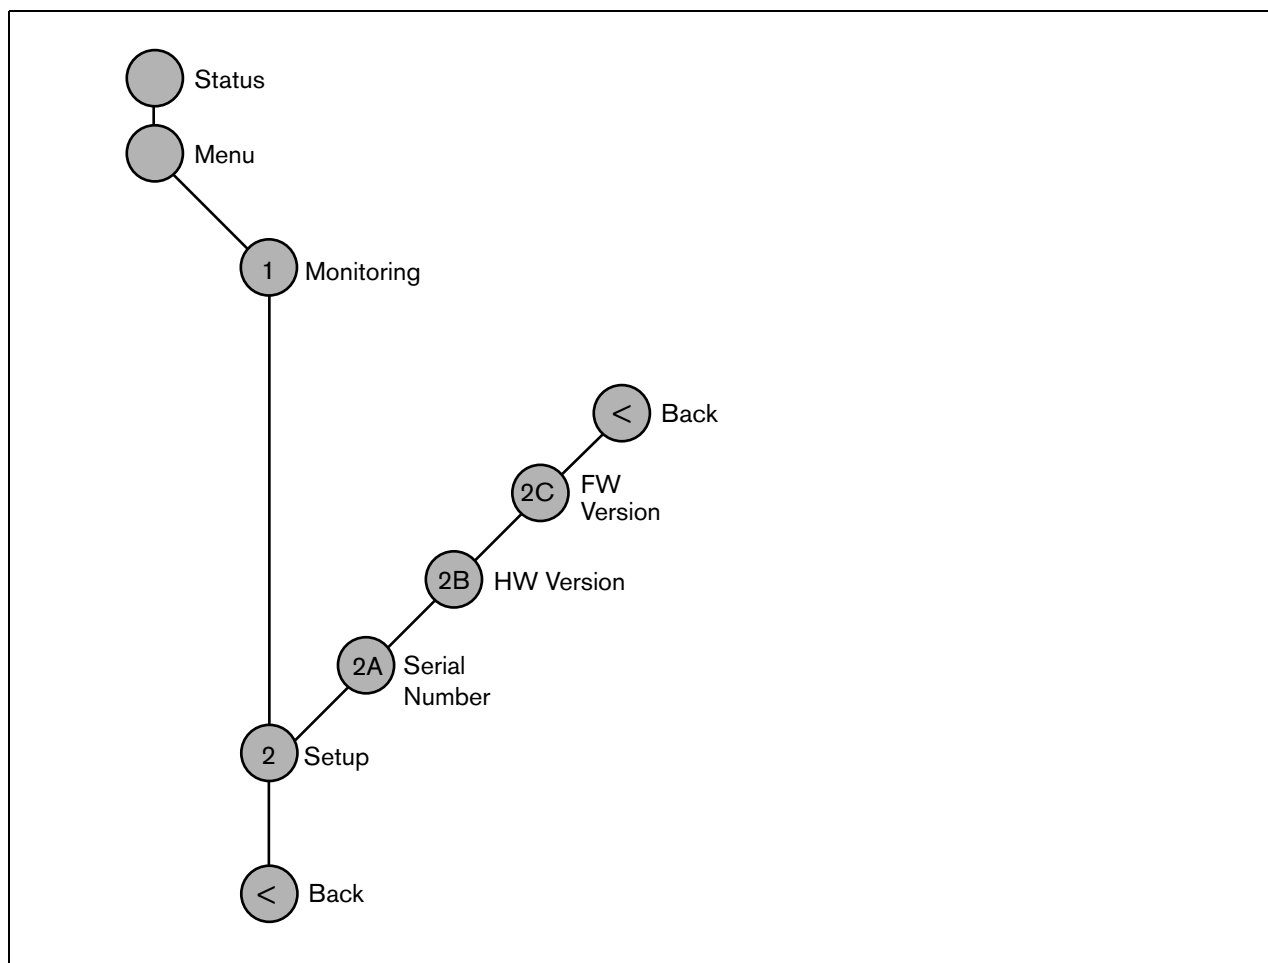 Status
Menu
1 Monitoring
< Back
2C FW
Version
2B HW Version
2A Serial
Number
2 Setup
< Back